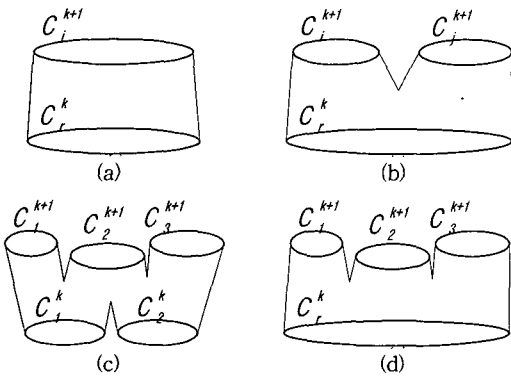 C_i^{k+1}
C_r^k
(a)
C_i^{k+1} C_j^{k+1}
C_r^k
(b)
C_1^{k+1} C_2^{k+1} C_3^{k+1}
C_1^k C_2^k
(c)
C_1^{k+1} C_2^{k+1} C_3^{k+1}
C_r^k
(d)